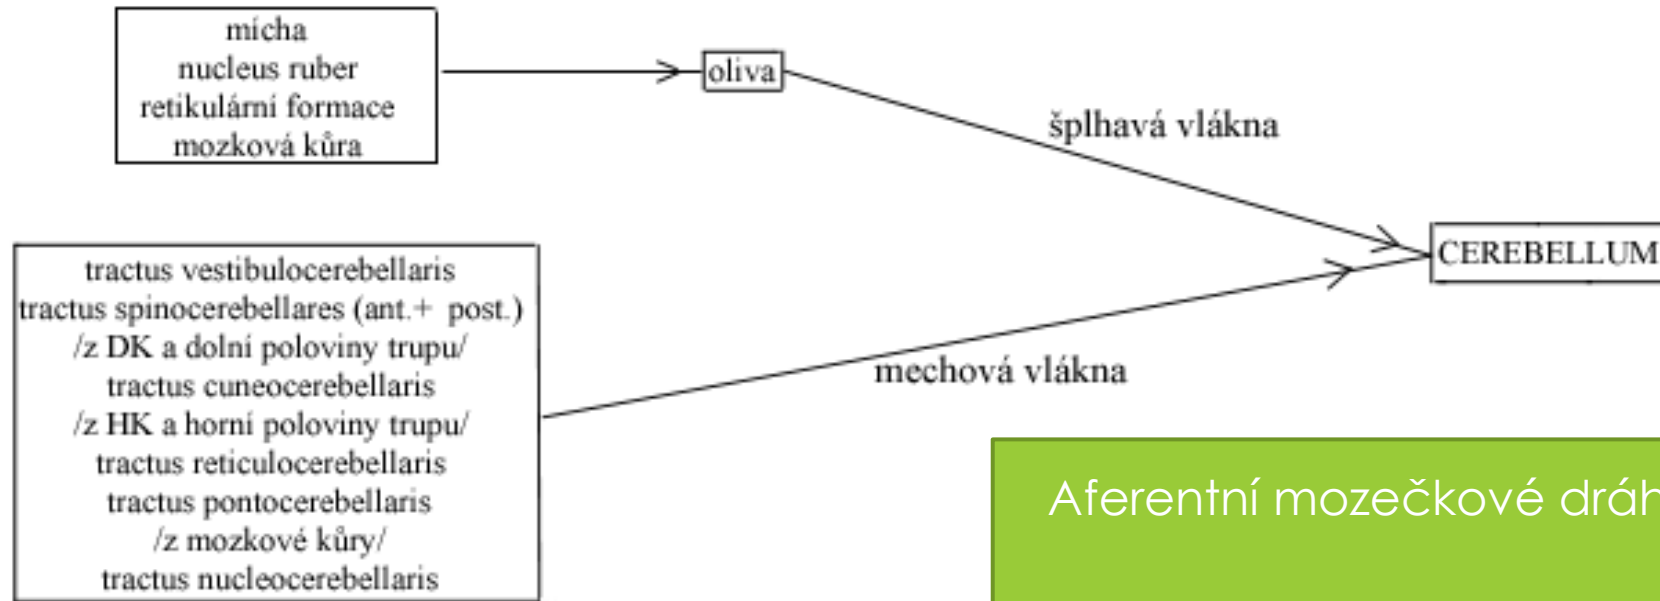 mícha
nucleus ruber
retikulární formace
mozková kůra
oliva
šplhavá vlákna
CEREBELLUM
tractus vestibulocerebellaris
tractus spinocerebellares (ant.+ post.)
/z DK a dolní poloviny trupu/
tractus cuneocerebellaris
/z HK a horní poloviny trupu/
tractus reticulocerebellaris
tractus pontocerebellaris
/z mozkové kůry/
tractus nucleocerebellaris
mechová vlákna
Aferentní mozečkové dráh